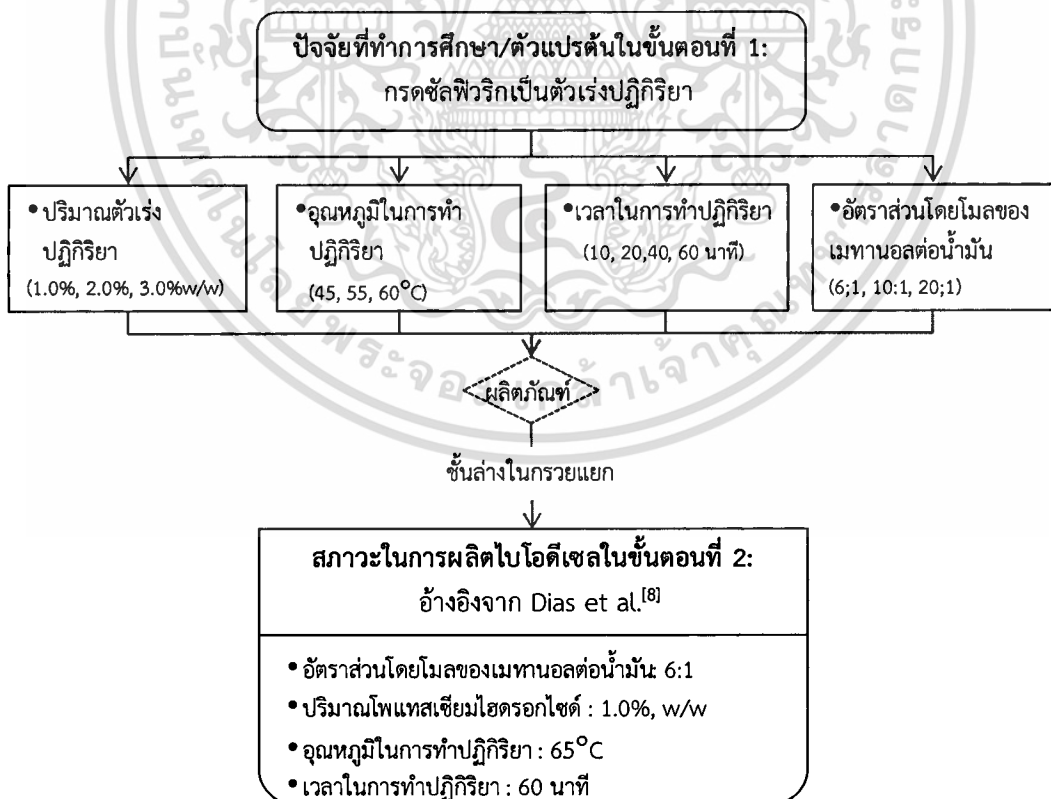 ปัจจัยที่ทำการศึกษา/ตัวแปรต้นในขั้นตอนที่ 1:
กรดซัลฟิวริกเป็นตัวเร่งปฏิกิริยา
•ปริมาณตัวเร่ง
ปฏิกิริยา
(1.0%, 2.0%, 3.0%w/w)
•อุณหภูมิในการทำ
ปฏิกิริยา
(45, 55, 60°C)
•เวลาในการทำปฏิกิริยา
(10, 20,40, 60 นาที)
•อัตราส่วนโดยโมลของ
เมทานอลต่อน้ำมัน
(6;1, 10:1, 20;1)
ผลิตภัณฑ์
ชั้นล่างในกรวยแยก
สภาวะในการผลิตไบโอดีเซลในขั้นตอนที่ 2:
อ้างอิงจาก Dias et al.[8]
•อัตราส่วนโดยโมลของเมทานอลต่อน้ำมัน: 6:1
•ปริมาณโพแทสเซียมไฮดรอกไซด์ : 1.0%, w/w
•อุณหภูมิในการทำปฏิกิริยา : 65°C
•เวลาในการทำปฏิกิริยา : 60 นาที